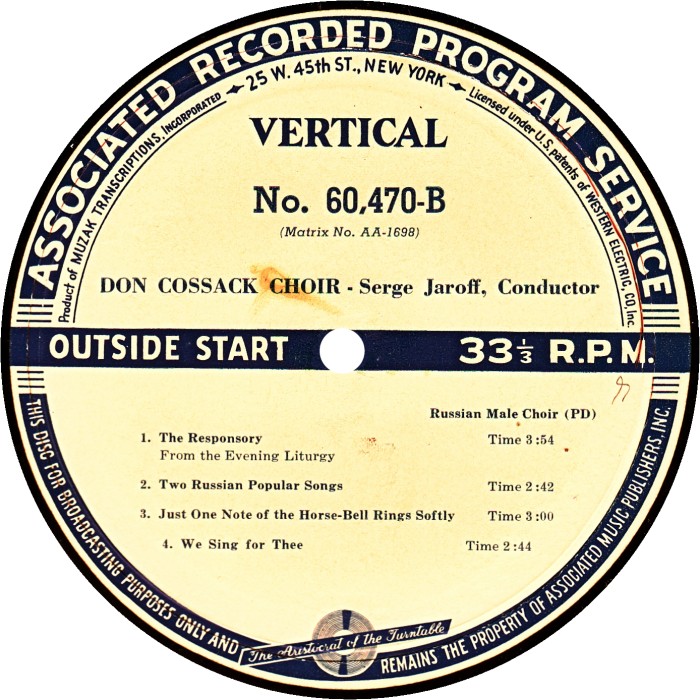 ASSOCIATED RECORDED PROGRAM SERVICE
Product of MUZAK TRANSCRIPTIONS, INCORPORATED
25 W. 45th ST., NEW YORK
Licensed under U.S. patents of WESTERN ELECTRIC, CO, Inc.
VERTICAL
No. 60,470-B
(Matrix No. AA-1698)
DON COSSACK CHOIR - Serge Jaroff, Conductor
OUTSIDE START 33⅓ R.P.M.
Russian Male Choir (PD)
1. The Responsory Time 3:54
From the Evening Liturgy
2. Two Russian Popular Songs Time 2:42
3. Just One Note of the Horse-Bell Rings Softly Time 3:00
4. We Sing for Thee Time 2:44
THIS DISC FOR BROADCASTING PURPOSES ONLY AND REMAINS THE PROPERTY OF ASSOCIATED MUSIC PUBLISHERS, INC.
The Aristocrat of the Turntable